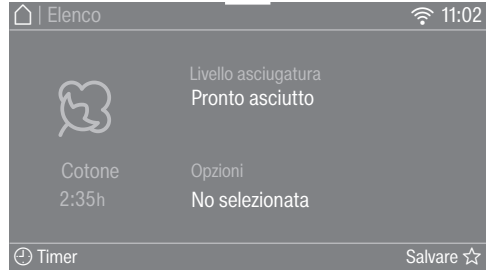 | Elenco
11:02
Livello asciugatura
Pronto asciutto
Cotone
2:35h
Opzioni
No selezionata
Timer
Salvare